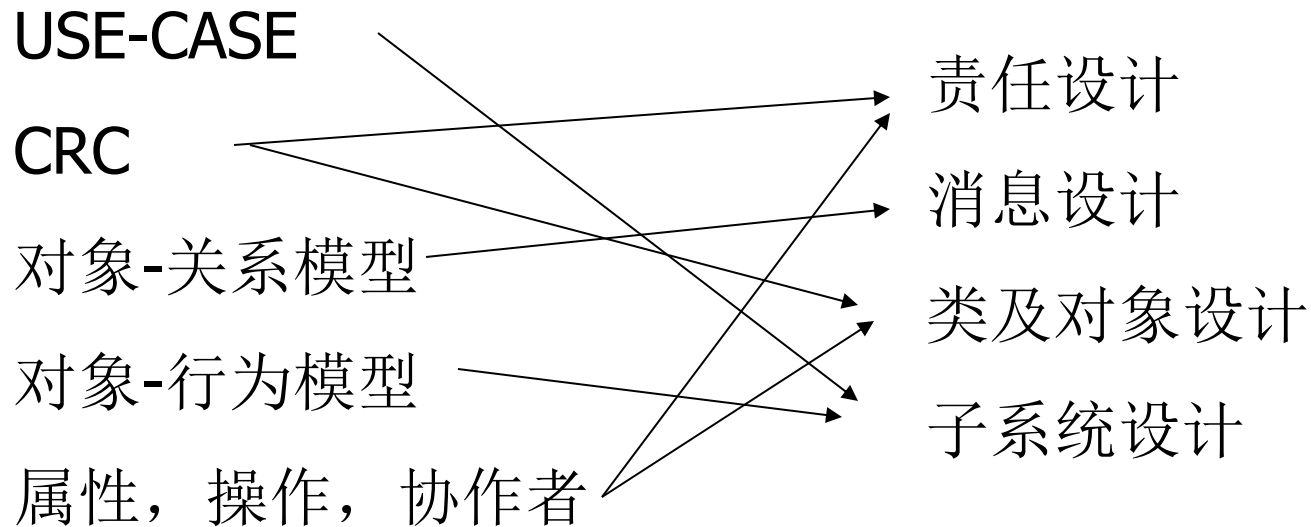 USE-CASE
CRC
对象-关系模型
对象-行为模型
属性，操作，协作者
责任设计
消息设计
类及对象设计
子系统设计